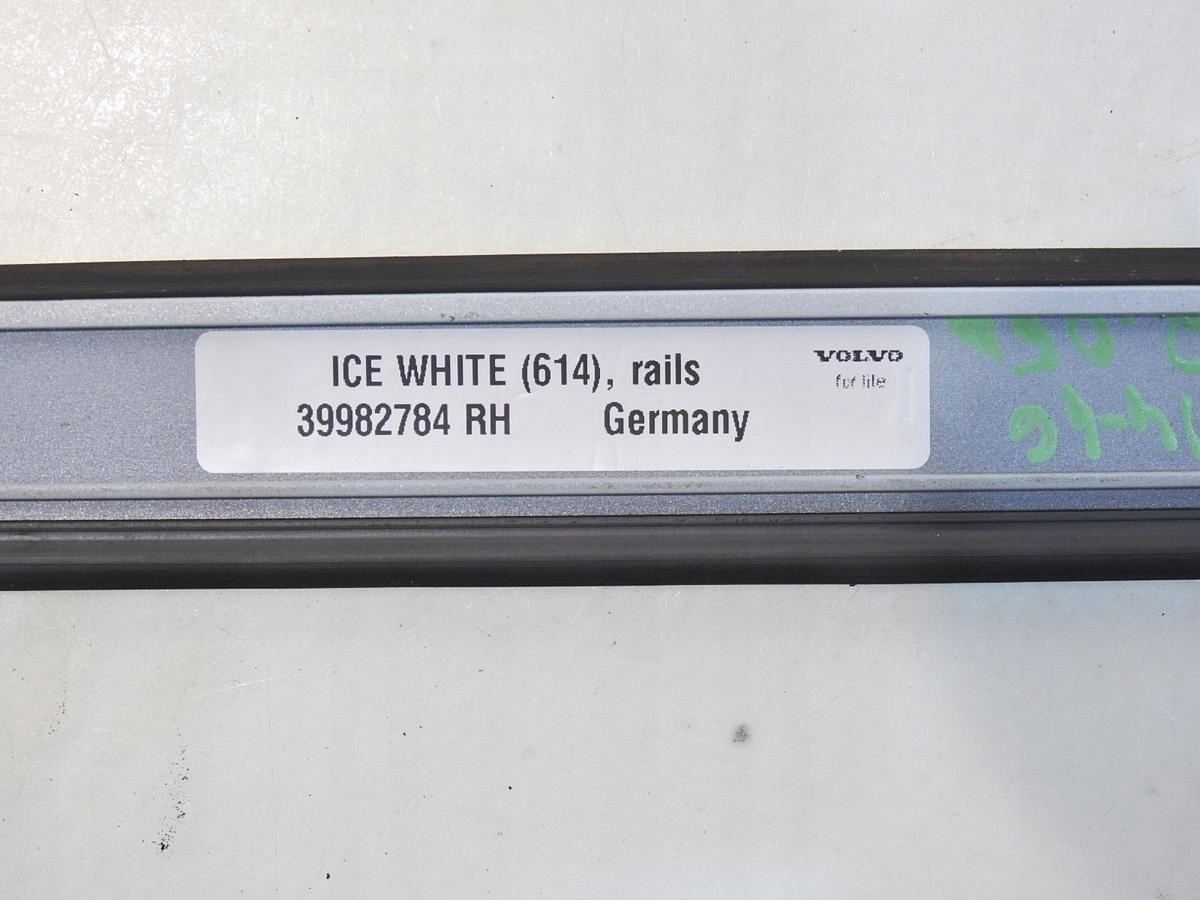 ICE WHITE (614), rails
39982784 RH Germany
VOLVO
for life